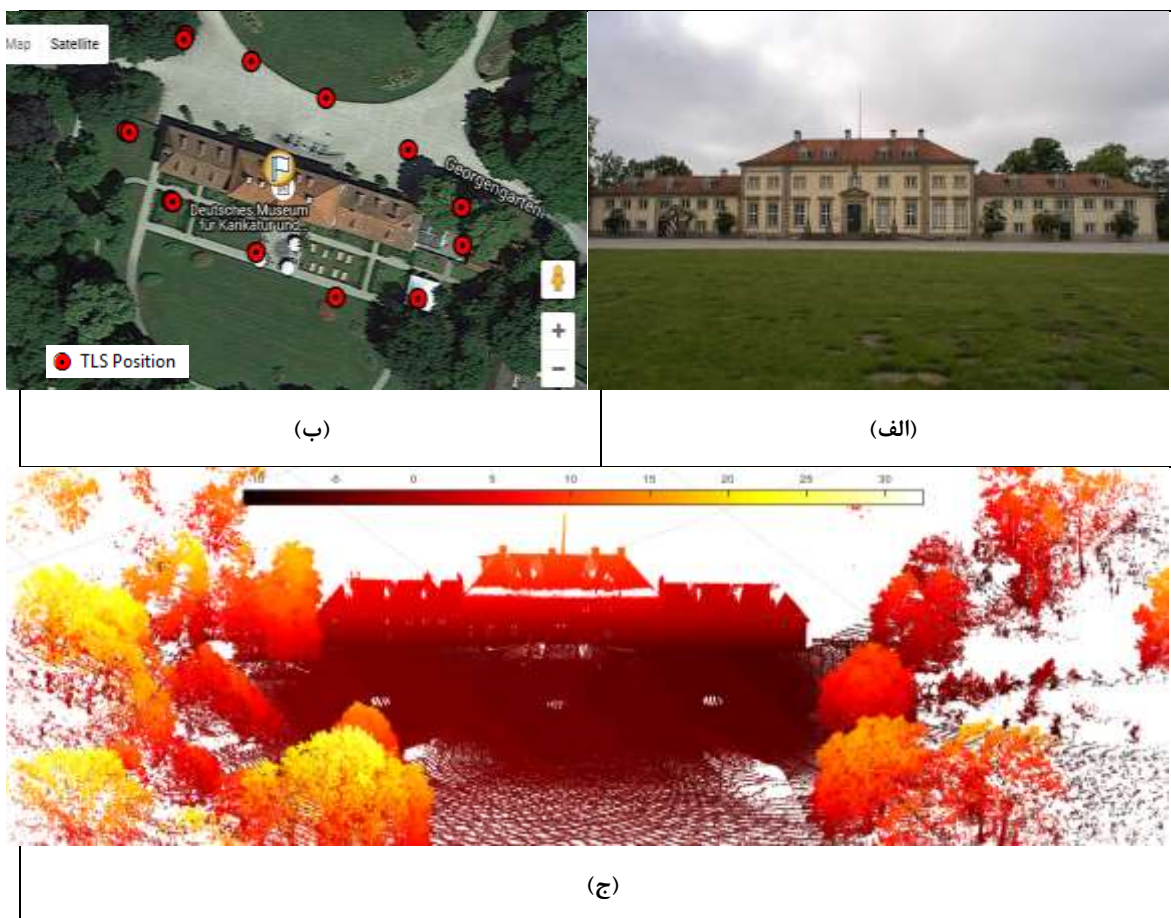 Map Satellite
Georgengarten
Deutsches Museum
für Karikatur und...
+
−
TLS Position
(ب)
(الف)
-10 -5 0 5 10 15 20 25 30
(ج)